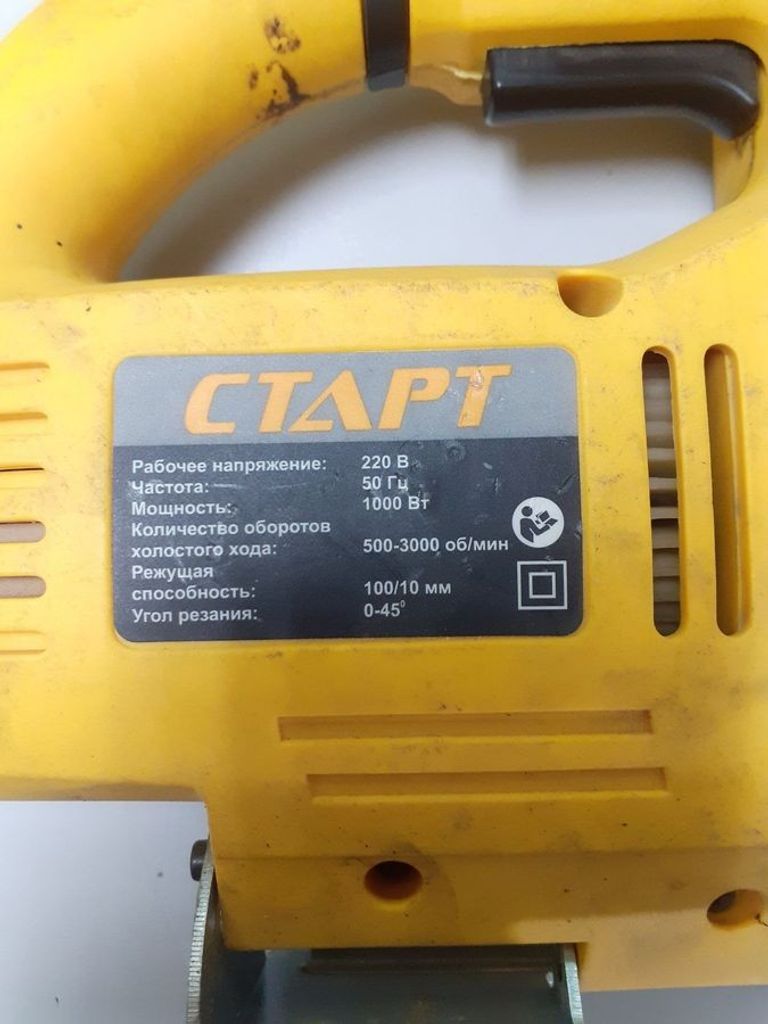 СТАРТ
Рабочее напряжение: 220 В
Частота: 50 Гц
Мощность: 1000 Вт
Количество оборотов
холостого хода: 500-3000 об/мин
Режущая
способность: 100/10 мм
Угол резания: 0-45⁰